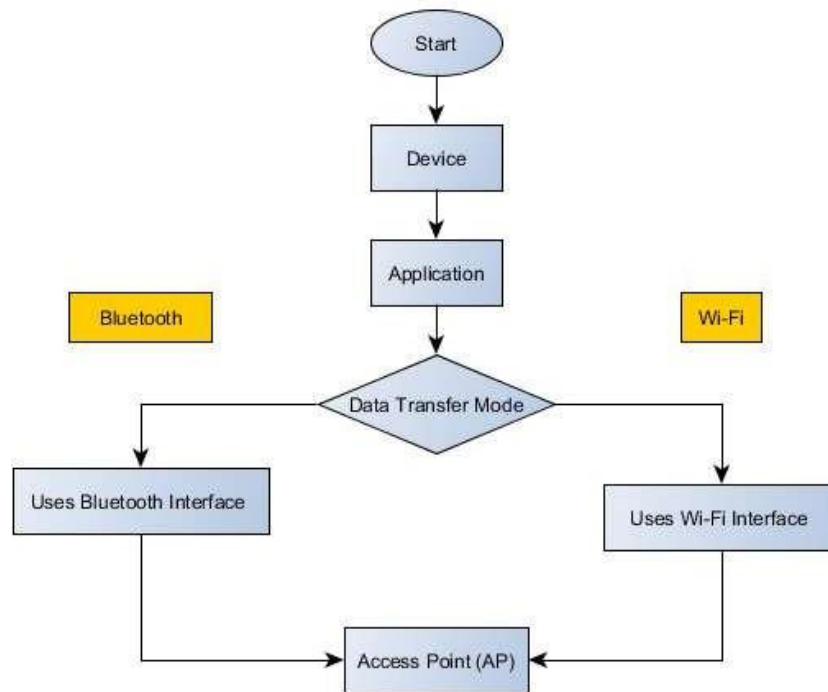 Start
Device
Application
Bluetooth
Wi-Fi
Data Transfer Mode
Uses Bluetooth Interface
Uses Wi-Fi Interface
Access Point (AP)